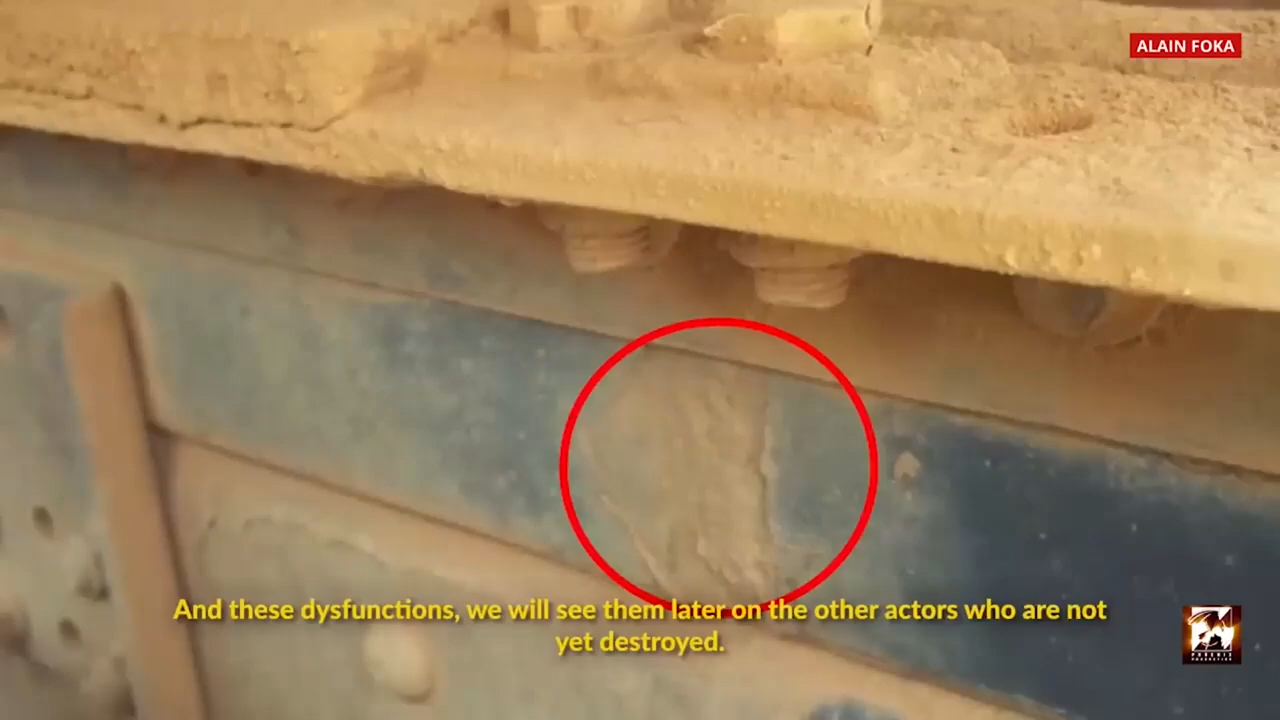 ALAIN FOKA
And these dysfunctions, we will see them later on the other actors who are not
yet destroyed.